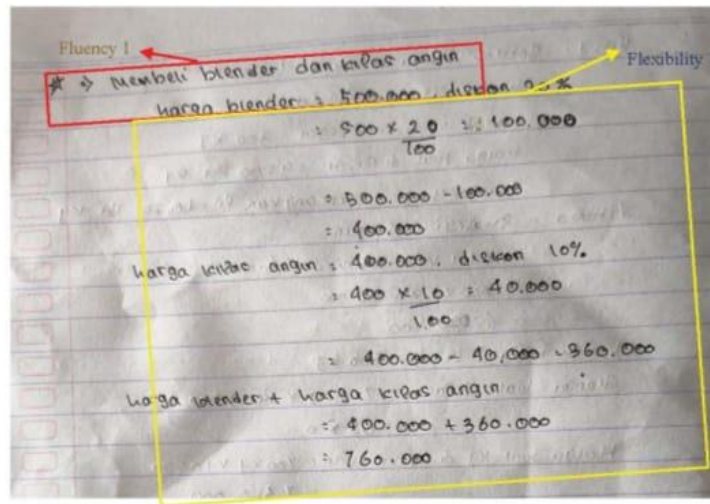 Fluency 1
Flexibility
* → Membeli blender dan kipas angin
harga blender = 500.000, diskon 20%
= 500 x 20 = 100.000
100
= 500.000 - 100.000
= 400.000
harga kipas angin = 400.000. diskon 10%
= 400 x 10 = 40.000
100
= 400.000 - 40.000 = 360.000
harga blender + harga kipas angin
= 400.000 + 360.000
= 760.000